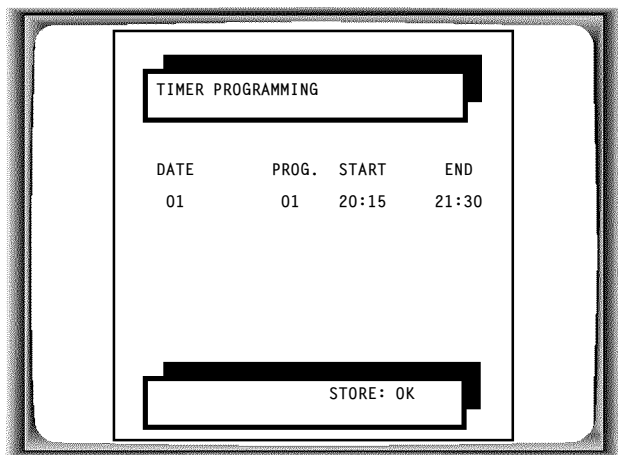 TIMER PROGRAMMING
DATE PROG. START END
01 01 20:15 21:30
STORE: OK